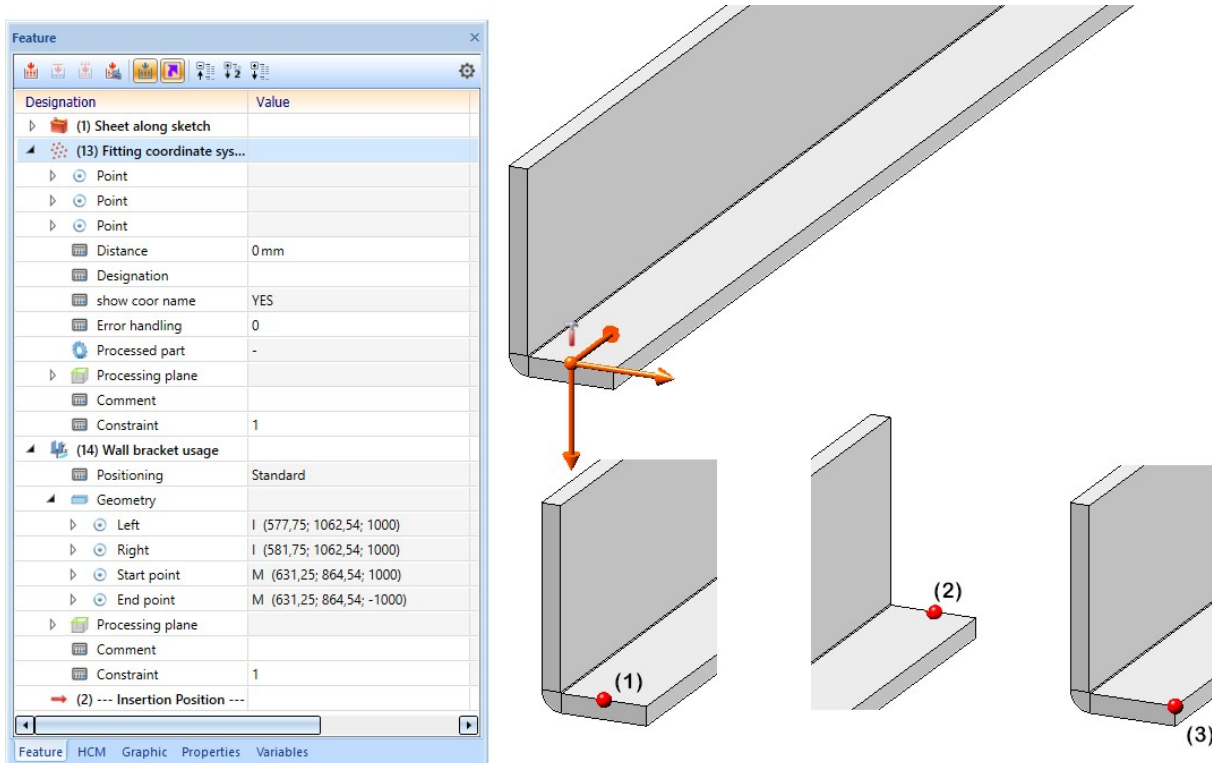 Feature
Designation Value
(1) Sheet along sketch
(13) Fitting coordinate sys...
Point
Point
Point
Distance 0 mm
Designation
show coor name YES
Error handling 0
Processed part -
Processing plane
Comment
Constraint 1
(14) Wall bracket usage
Positioning Standard
Geometry
Left I (577,75; 1062,54; 1000)
Right I (581,75; 1062,54; 1000)
Start point M (631,25; 864,54; 1000)
End point M (631,25; 864,54; -1000)
Processing plane
Comment
Constraint 1
(2) --- Insertion Position ---
Feature HCM Graphic Properties Variables
(1)
(2)
(3)